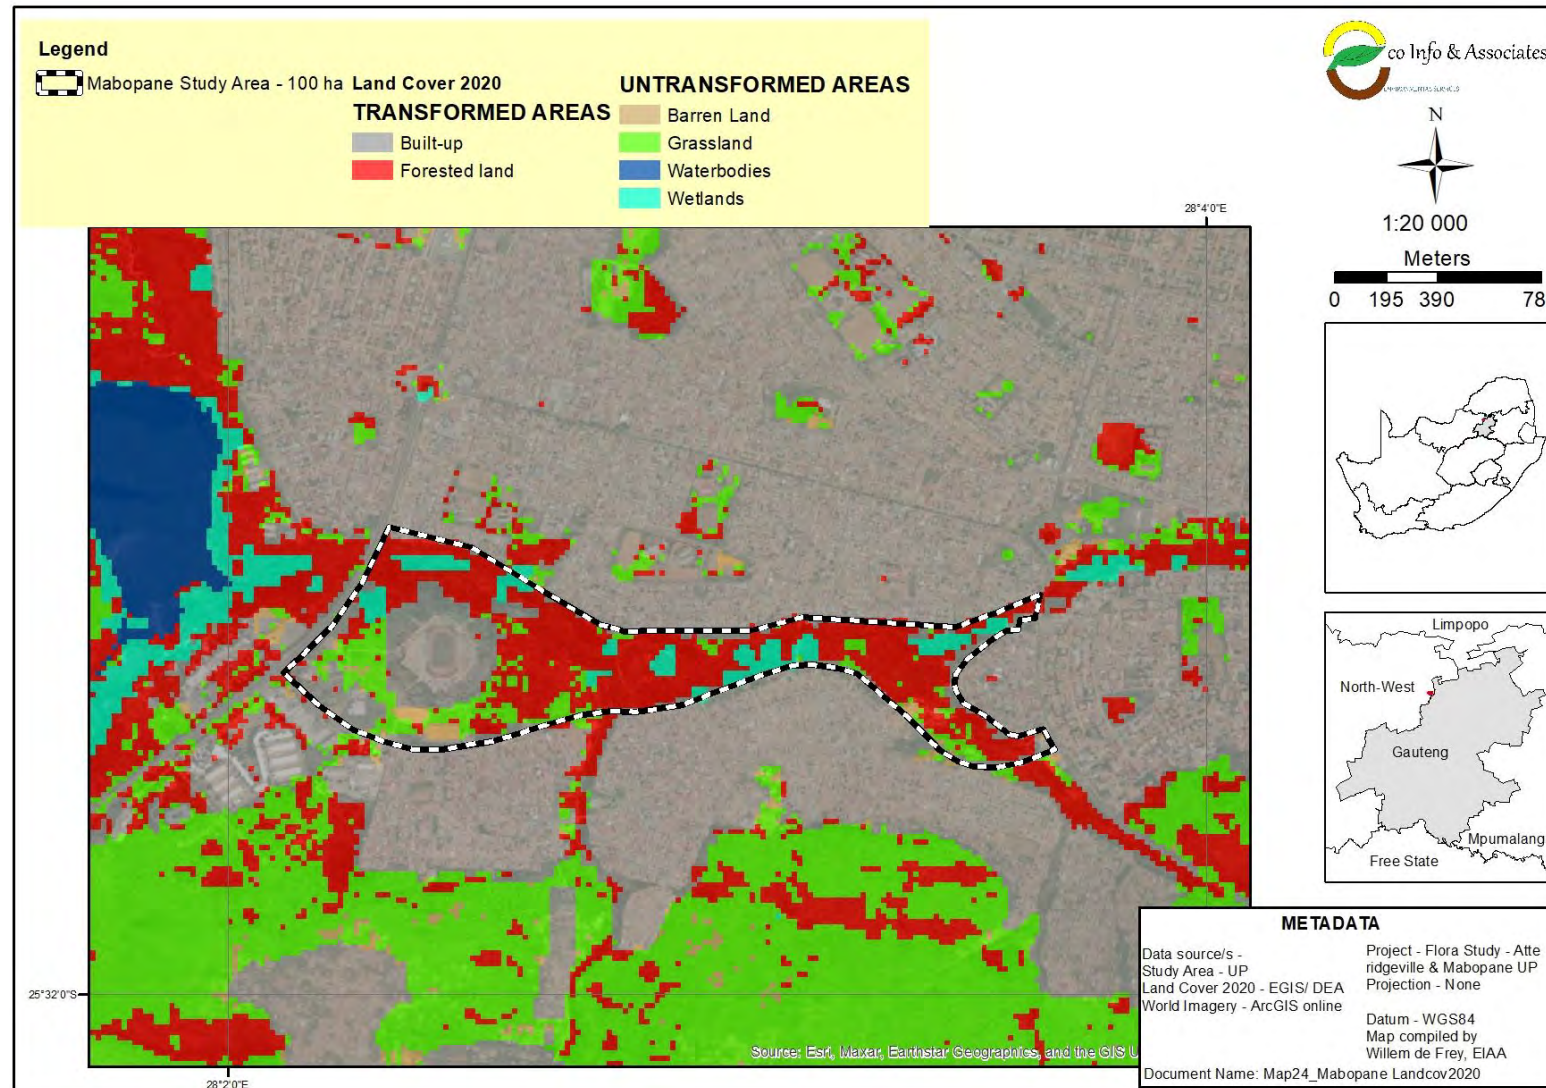 Legend
Mabopane Study Area - 100 ha
Land Cover 2020
TRANSFORMED AREAS
Built-up
Forested land
UNTRANSFORMED AREAS
Barren Land
Grassland
Waterbodies
Wetlands
co Info & Associates
N
1:20 000
Meters
0 195 390 78
28°4'0"E
25°32'0"S
28°2'0"E
Limpopo
North-West
Gauteng
Mpumalang
Free State
Source: Esri, Maxar, Earthstar Geographics, and the GIS U
METADATA
Data source/s -
Study Area - UP
Land Cover 2020 - EGIS/ DEA
World Imagery - ArcGIS online
Project - Flora Study - Atte
ridgeville & Mabopane UP
Projection - None
Datum - WGS84
Map compiled by
Willem de Frey, EIAA
Document Name: Map24_Mabopane Landcov2020